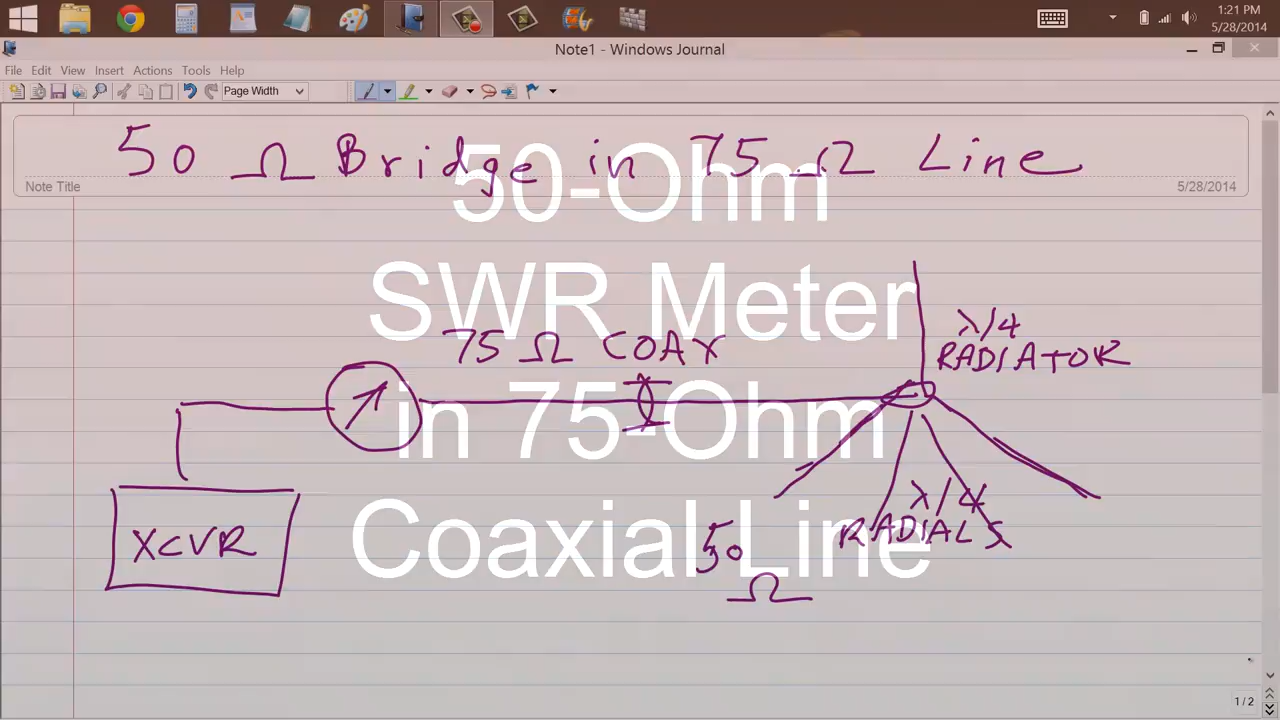 1:21 PM
5/28/2014
Note1 - Windows Journal
File Edit View Insert Actions Tools Help
Page Width
50 Ω Bridge in 75 Ω Line
Note Title
5/28/2014
50-Ohm
SWR Meter
in 75-Ohm
Coaxial Line
λ/4
RADIATOR
75 Ω COAX
XCVR
λ/4
RADIALS
50
Ω
1/2